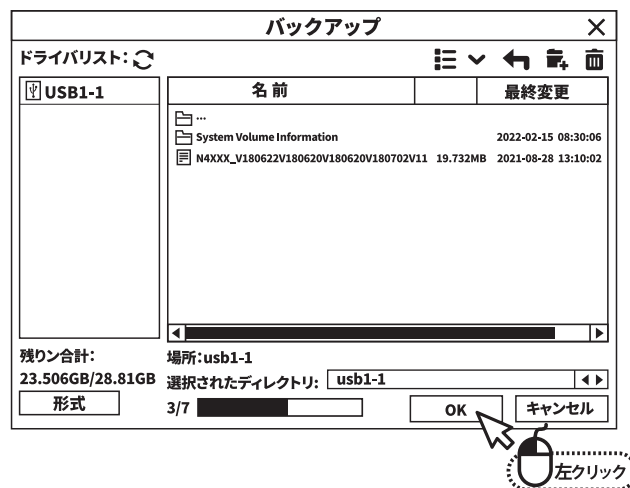 バックアップ
ドライバリスト:
USB1-1
名 前
最終変更
...
System Volume Information 2022-02-15 08:30:06
N4XXX_V180622V180620V180620V180702V11 19.732MB 2021-08-28 13:10:02
残りン合計:
23.506GB/28.81GB
形式
場所:usb1-1
選択されたディレクトリ: usb1-1
3/7
OK
キャンセル
左クリック